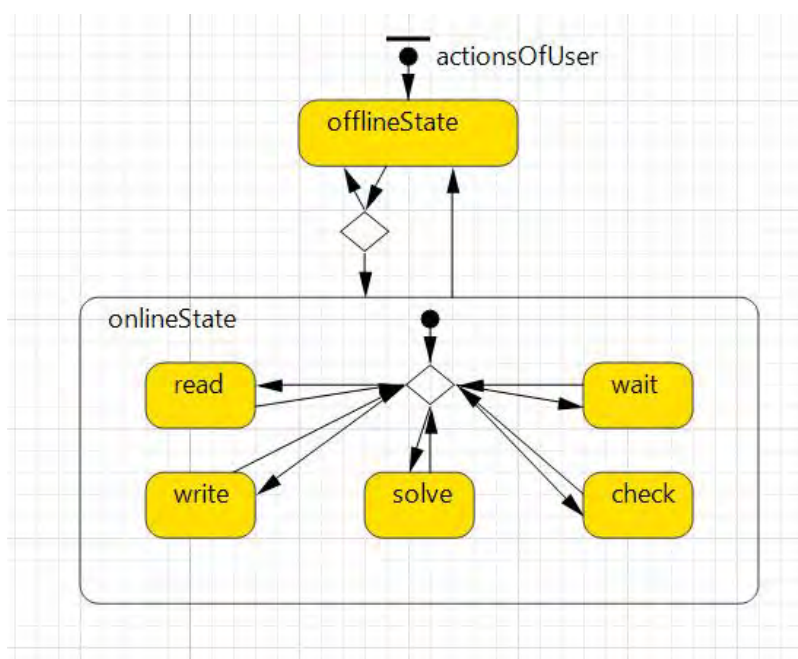 actionsOfUser
offlineState
onlineState
read
wait
write
solve
check